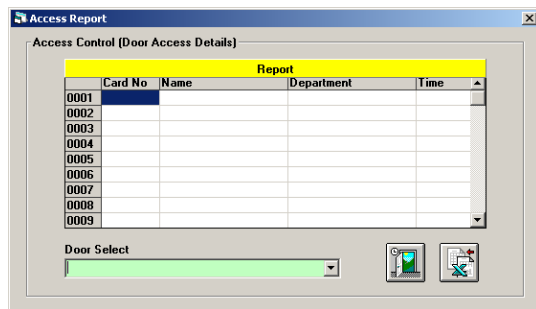 Access Report
Access Control (Door Access Details)
Report
Card No Name Department Time
0001
0002
0003
0004
0005
0006
0007
0008
0009
Door Select